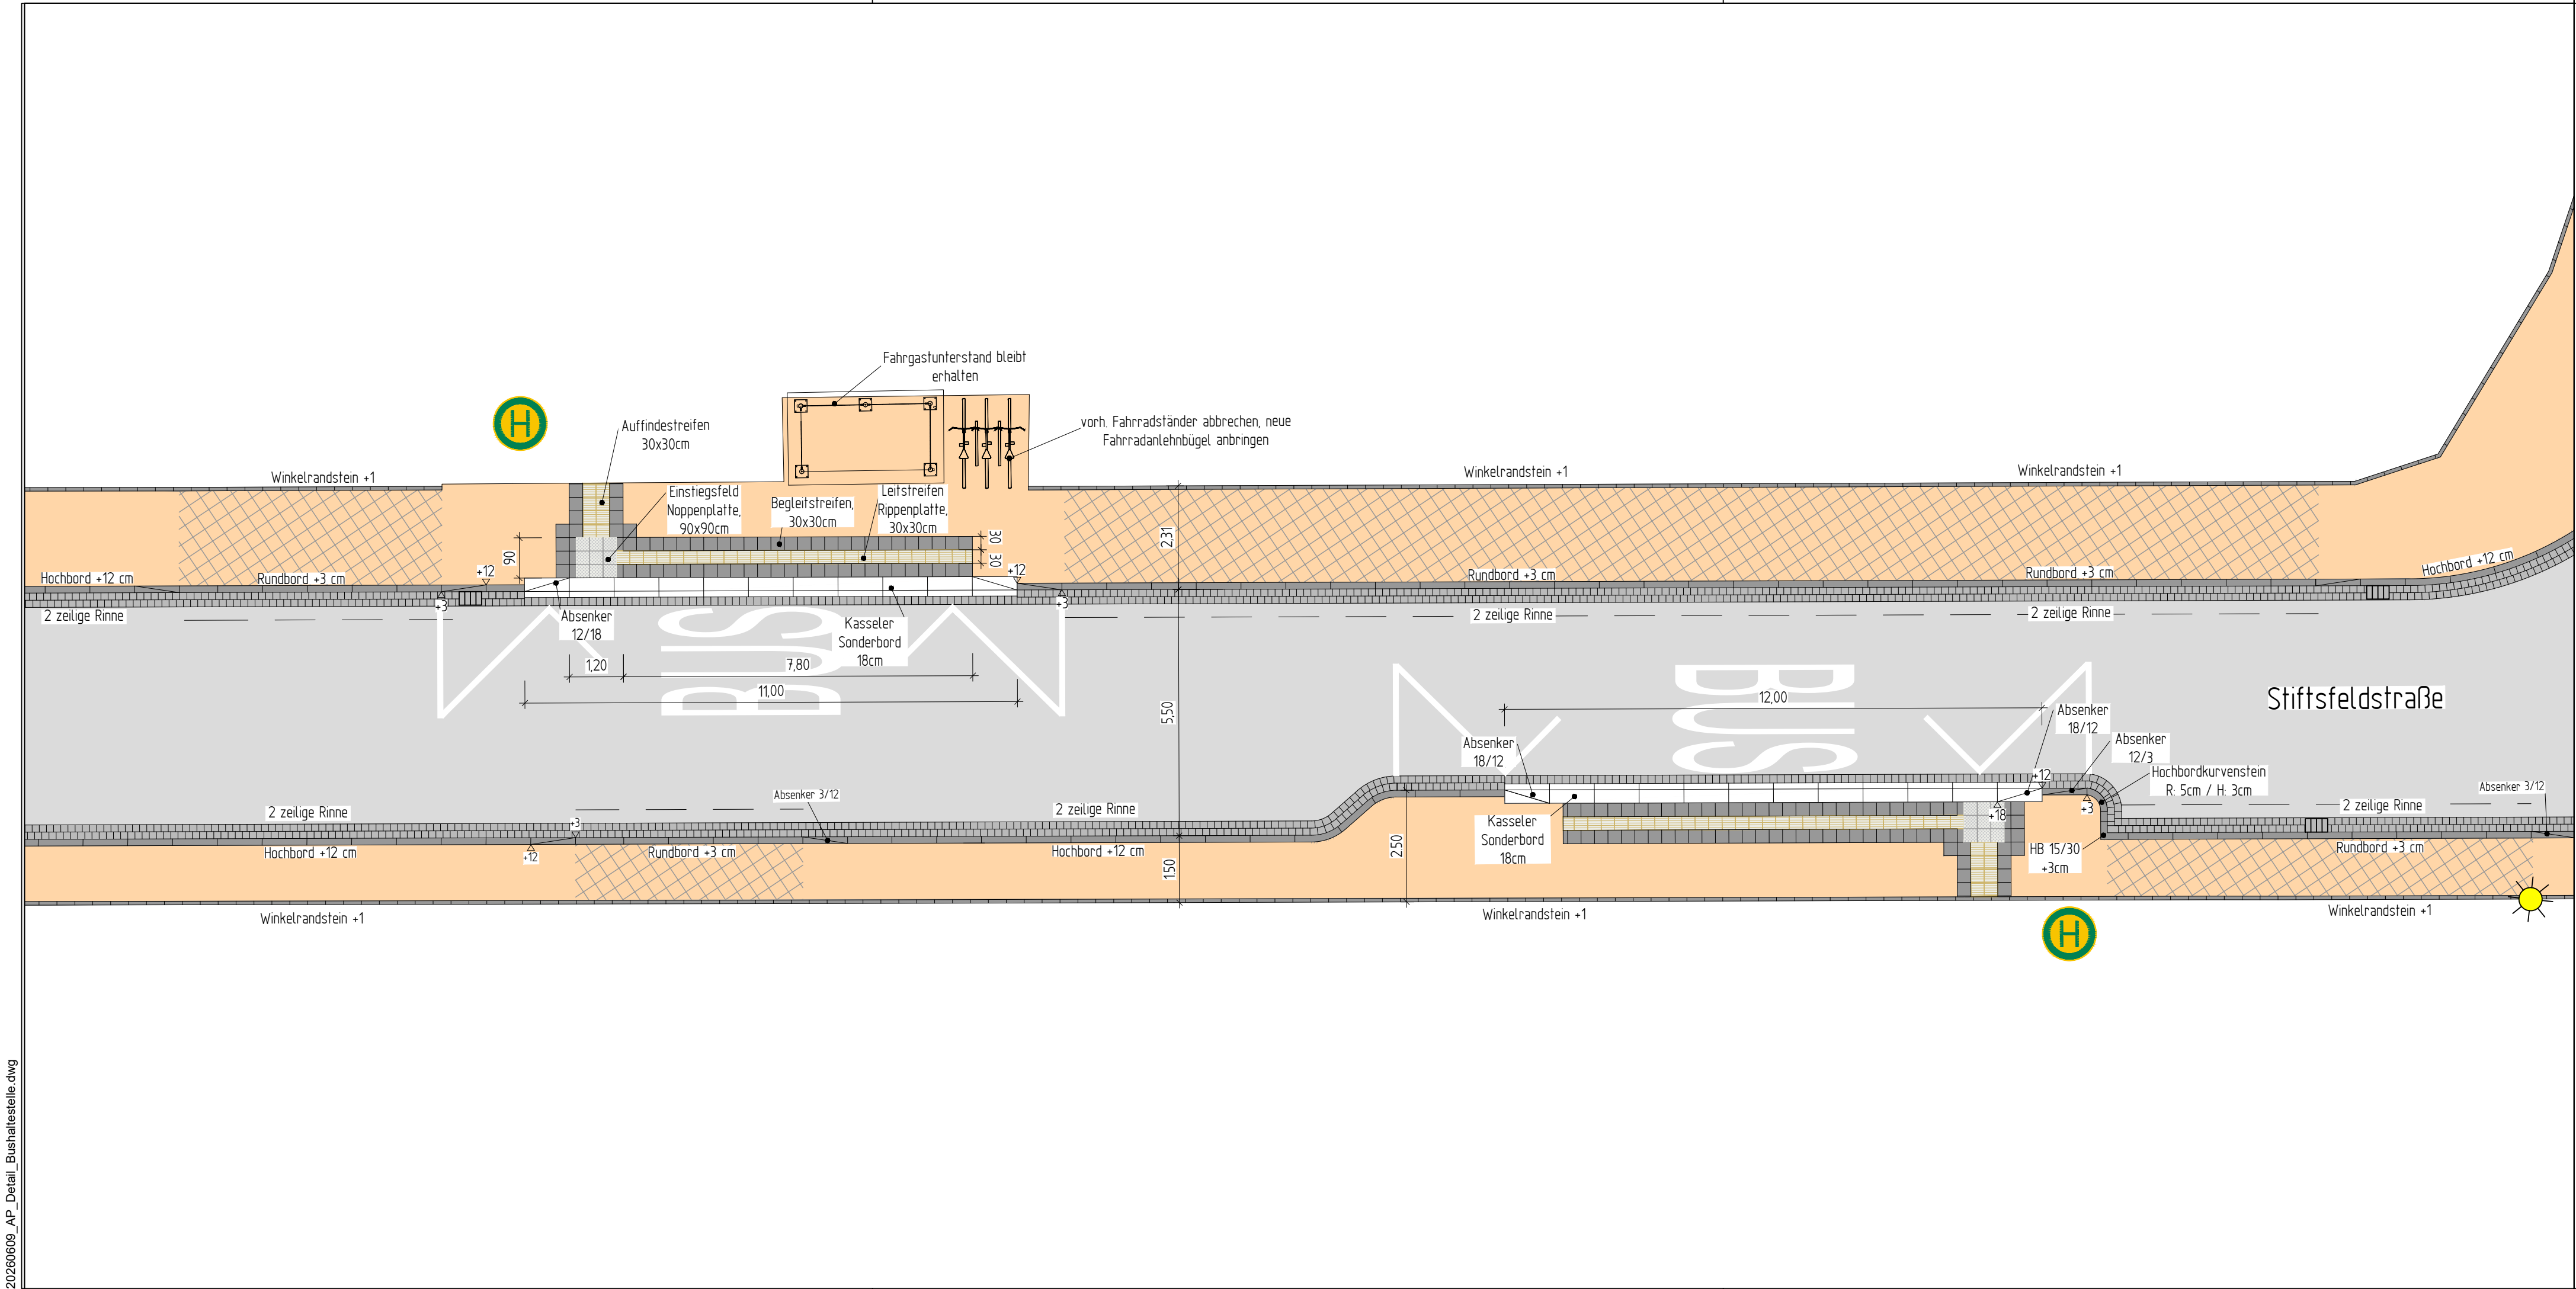 Fahrgastunterstand bleibt
erhalten
H
Auffindestreifen
30x30cm
vorh. Fahrradständer abbrechen, neue
Fahrradanlehnbügel anbringen
Winkelrandstein +1
Winkelrandstein +1
Winkelrandstein +1
Einstiegsfeld
Noppenplatte,
90x90cm
Begleitstreifen,
30x30cm
Leitstreifen
Rippenplatte,
30x30cm
90
30
30
2,31
Hochbord +12 cm
Rundbord +3 cm
+12
+12
Rundbord +3 cm
Rundbord +3 cm
Hochbord +12 cm
+3
+3
2 zeilige Rinne
2 zeilige Rinne
2 zeilige Rinne
Absenker
12/18
Kasseler
Sonderbord
18cm
BUS
1,20
7,80
11,00
5,50
12,00
BUS
Stiftsfeldstraße
Absenker
18/12
Absenker
18/12
Absenker
12/3
Hochbordkurvenstein
R: 5cm / H: 3cm
+12
+3
+18
Absenker 3/12
Absenker 3/12
2 zeilige Rinne
2 zeilige Rinne
2 zeilige Rinne
+3
+12
Hochbord +12 cm
Rundbord +3 cm
Hochbord +12 cm
1.50
2.50
Kasseler
Sonderbord
18cm
HB 15/30
+3cm
Rundbord +3 cm
Winkelrandstein +1
Winkelrandstein +1
Winkelrandstein +1
H
20260609_AP_Detail_Bushaltestelle.dwg